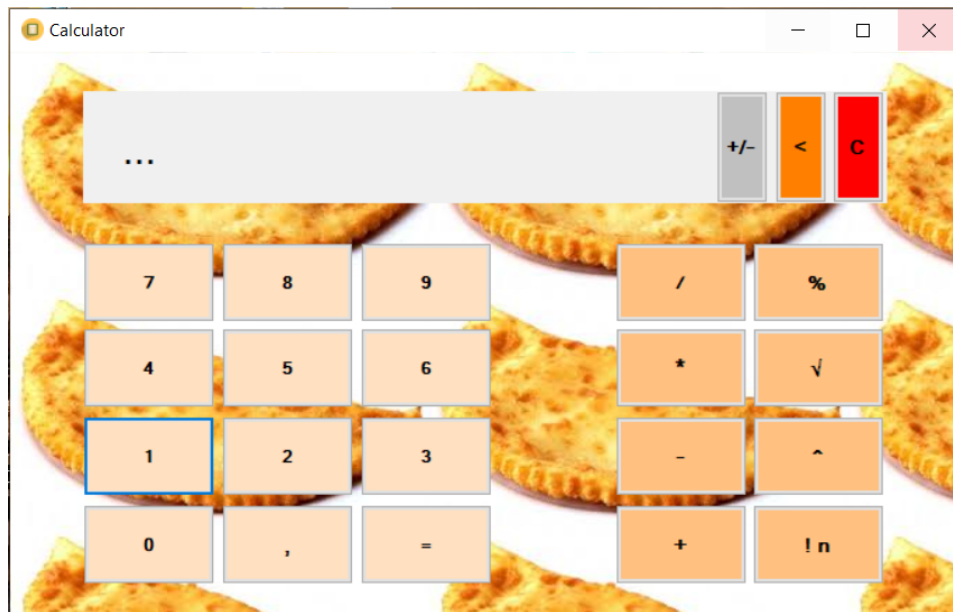 Calculator
... +/- < C
7 8 9 / %
4 5 6 * √
1 2 3 - ^
0 , = + ! n